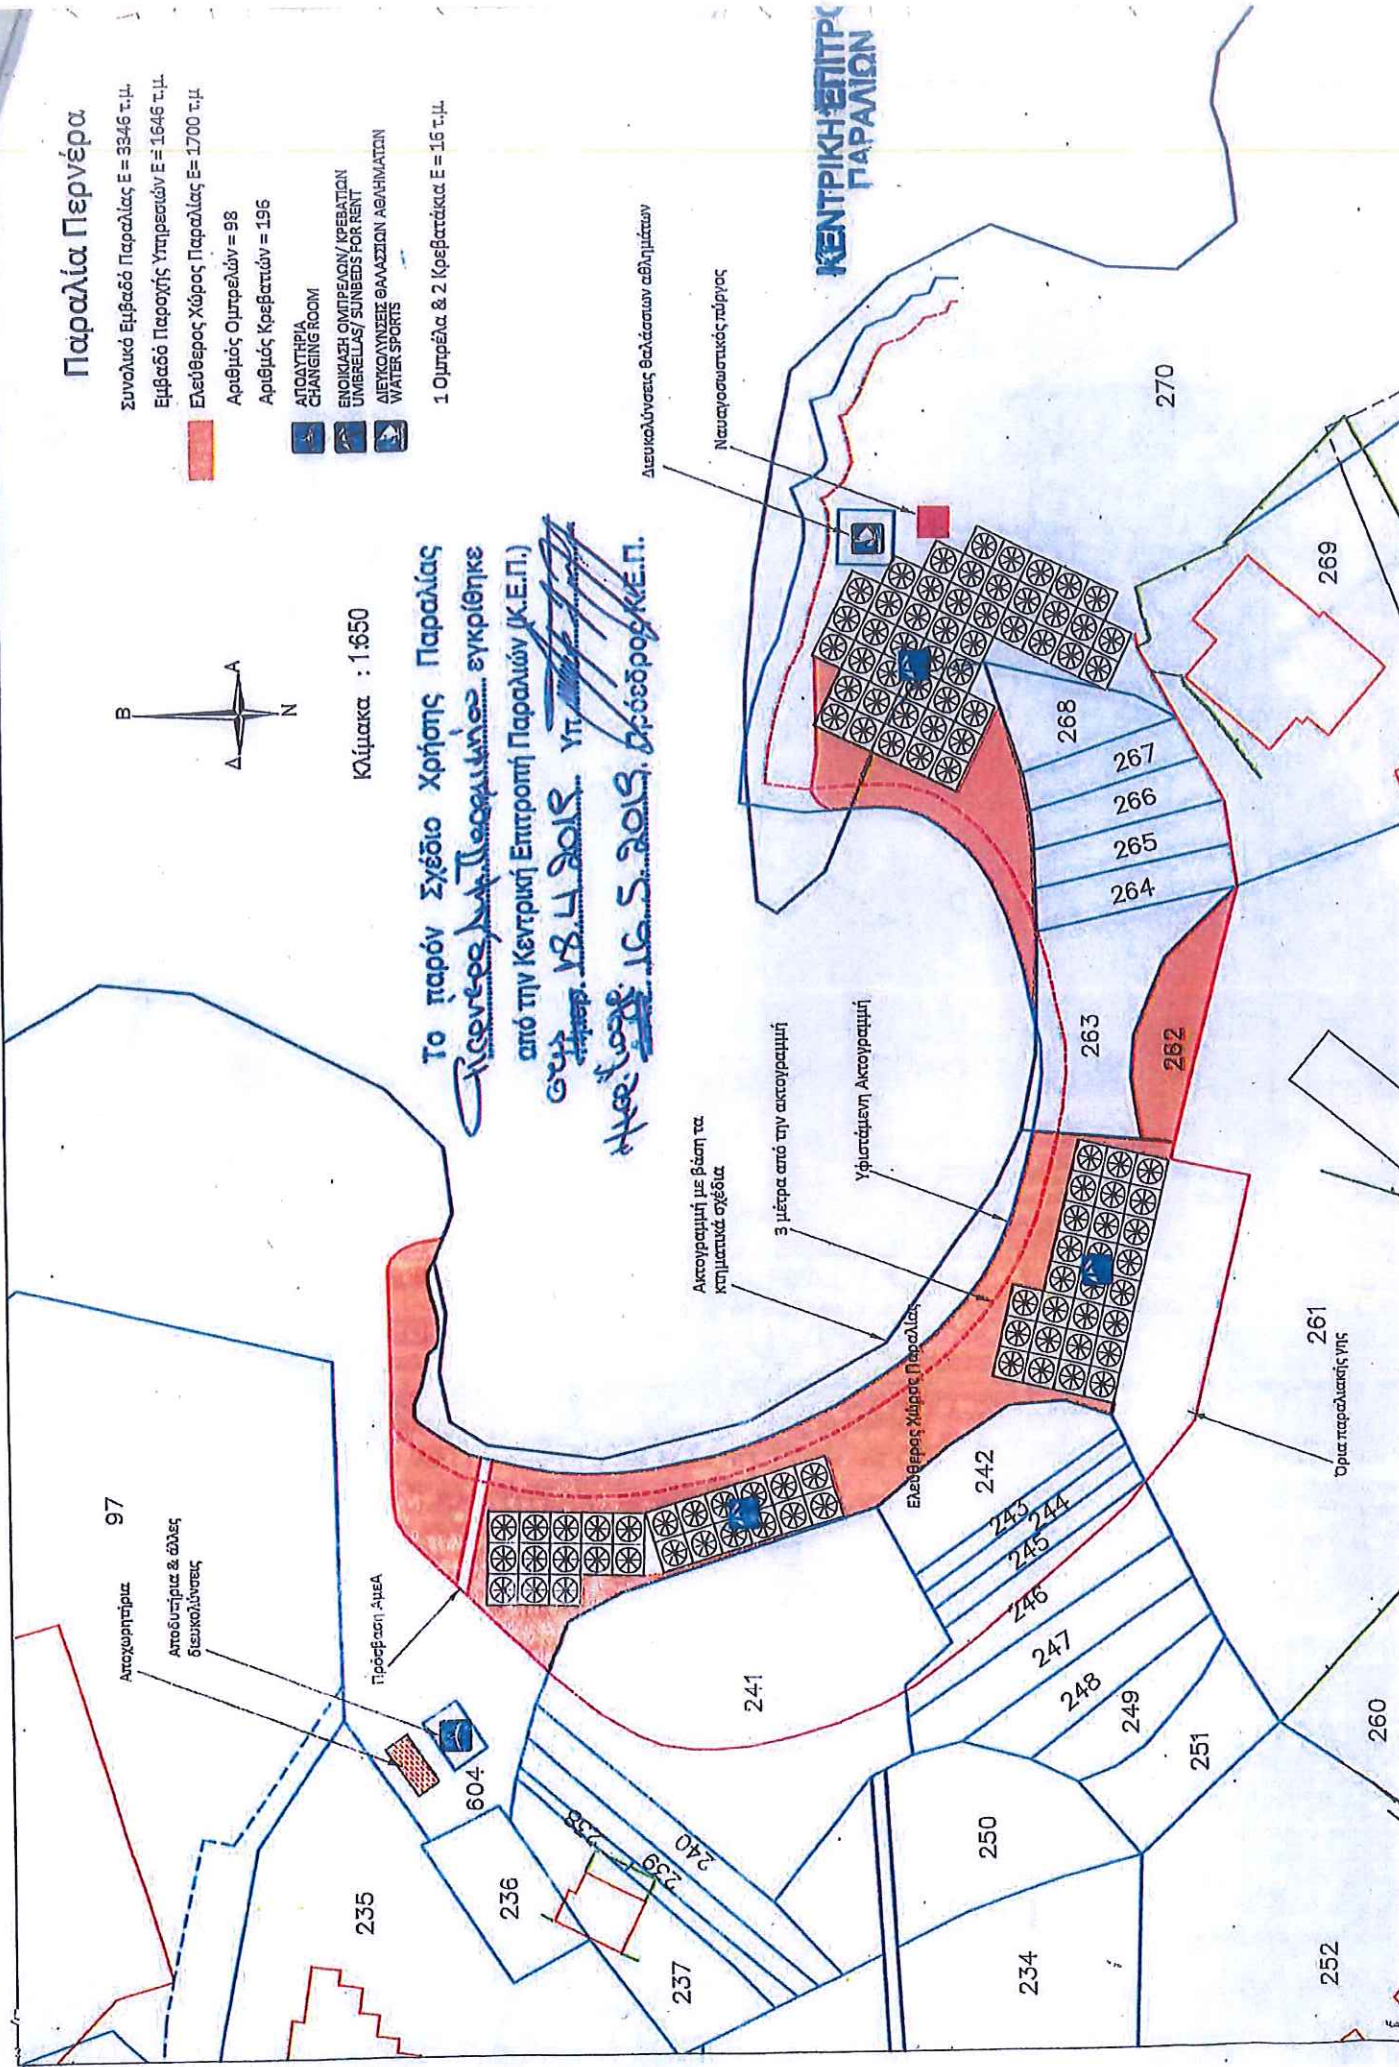 Παραλία Περνέρα
Συνολικό Εμβαδό Παραλίας Ε = 3346 τ.μ.
Εμβαδό Παροχής Υπηρεσιών Ε = 1646 τ.μ.
Ελεύθερος Χώρος Παραλίας Ε= 1700 τ.μ
Αριθμός Ομπρελών = 98
Αριθμός Κρεβατιών = 196
ΑΠΟΔΥΤΗΡΙΑ
CHANGING ROOM
ΕΝΟΙΚΙΑΣΗ ΟΜΠΡΕΛΩΝ/ ΚΡΕΒΑΤΙΩΝ
UMBRELLAS/ SUNBEDS FOR RENT
ΔΙΕΥΚΟΛΥΝΣΕΙΣ ΘΑΛΑΣΣΙΩΝ ΑΘΛΗΜΑΤΩΝ
WATER SPORTS
1 Ομπρέλα & 2 Κρεβατάκια Ε = 16 τ.μ.
Β
Δ
Α
Ν
Κλίμακα : 1:650
Το παρόν Σχέδιο Χρήσης Παραλίας
εγκρίθηκε
από την Κεντρική Επιτροπή Παραλιών (Κ.Ε.Π.)
στις 18.4.2019 Υπ.
16.5.2019. Πρόεδρος Κ.Ε.Π.
ΚΕΝΤΡΙΚΗ ΕΠΙΤΡΟ
ΠΑΡΑΛΙΩΝ
Διευκολύνσεις θαλάσσιων αθλημάτων
Ναυαγοσωστικός πύργος
Ακτογραμμή με βάση τα
κτηματικά σχέδια
3 μέτρα από την ακτογραμμή
Υφιστάμενη Ακτογραμμή
Ελεύθερος Χώρος Παραλίας
Όρια παραλιακής γης
Αποχωρητήρια
Αποδυτήρια & άλλες
διευκολύνσεις
Πρόσβαση ΑμεΑ
97
235
604
236
237
238
239
240
241
242
243
244
245
246
247
248
249
250
251
234
252
260
261
262
263
264
265
266
267
268
269
270